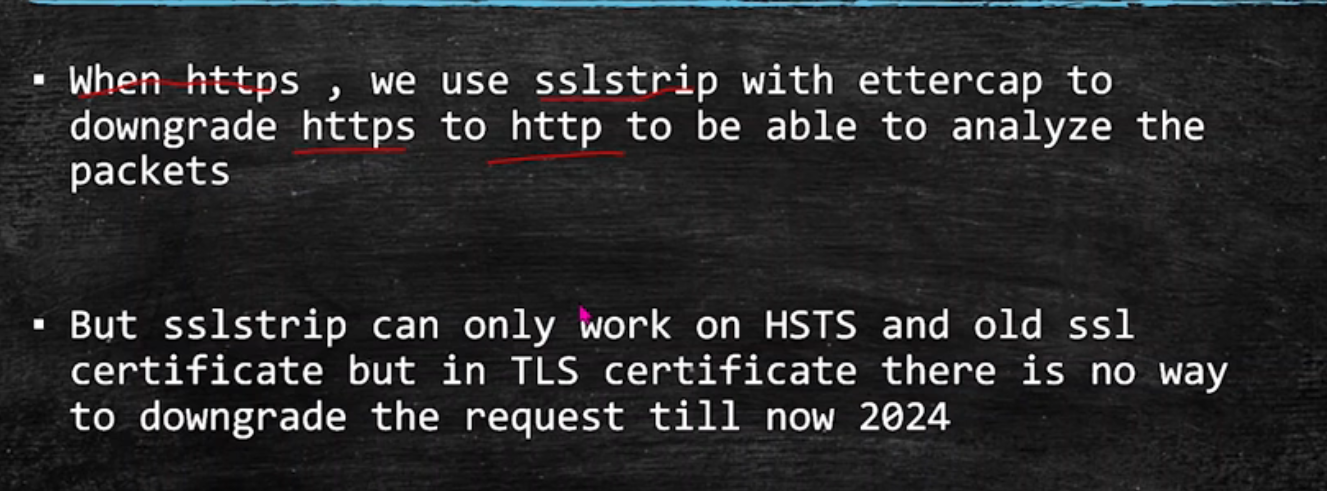 ▪ When https , we use sslstrip with ettercap to
downgrade https to http to be able to analyze the
packets
▪ But sslstrip can only work on HSTS and old ssl
certificate but in TLS certificate there is no way
to downgrade the request till now 2024